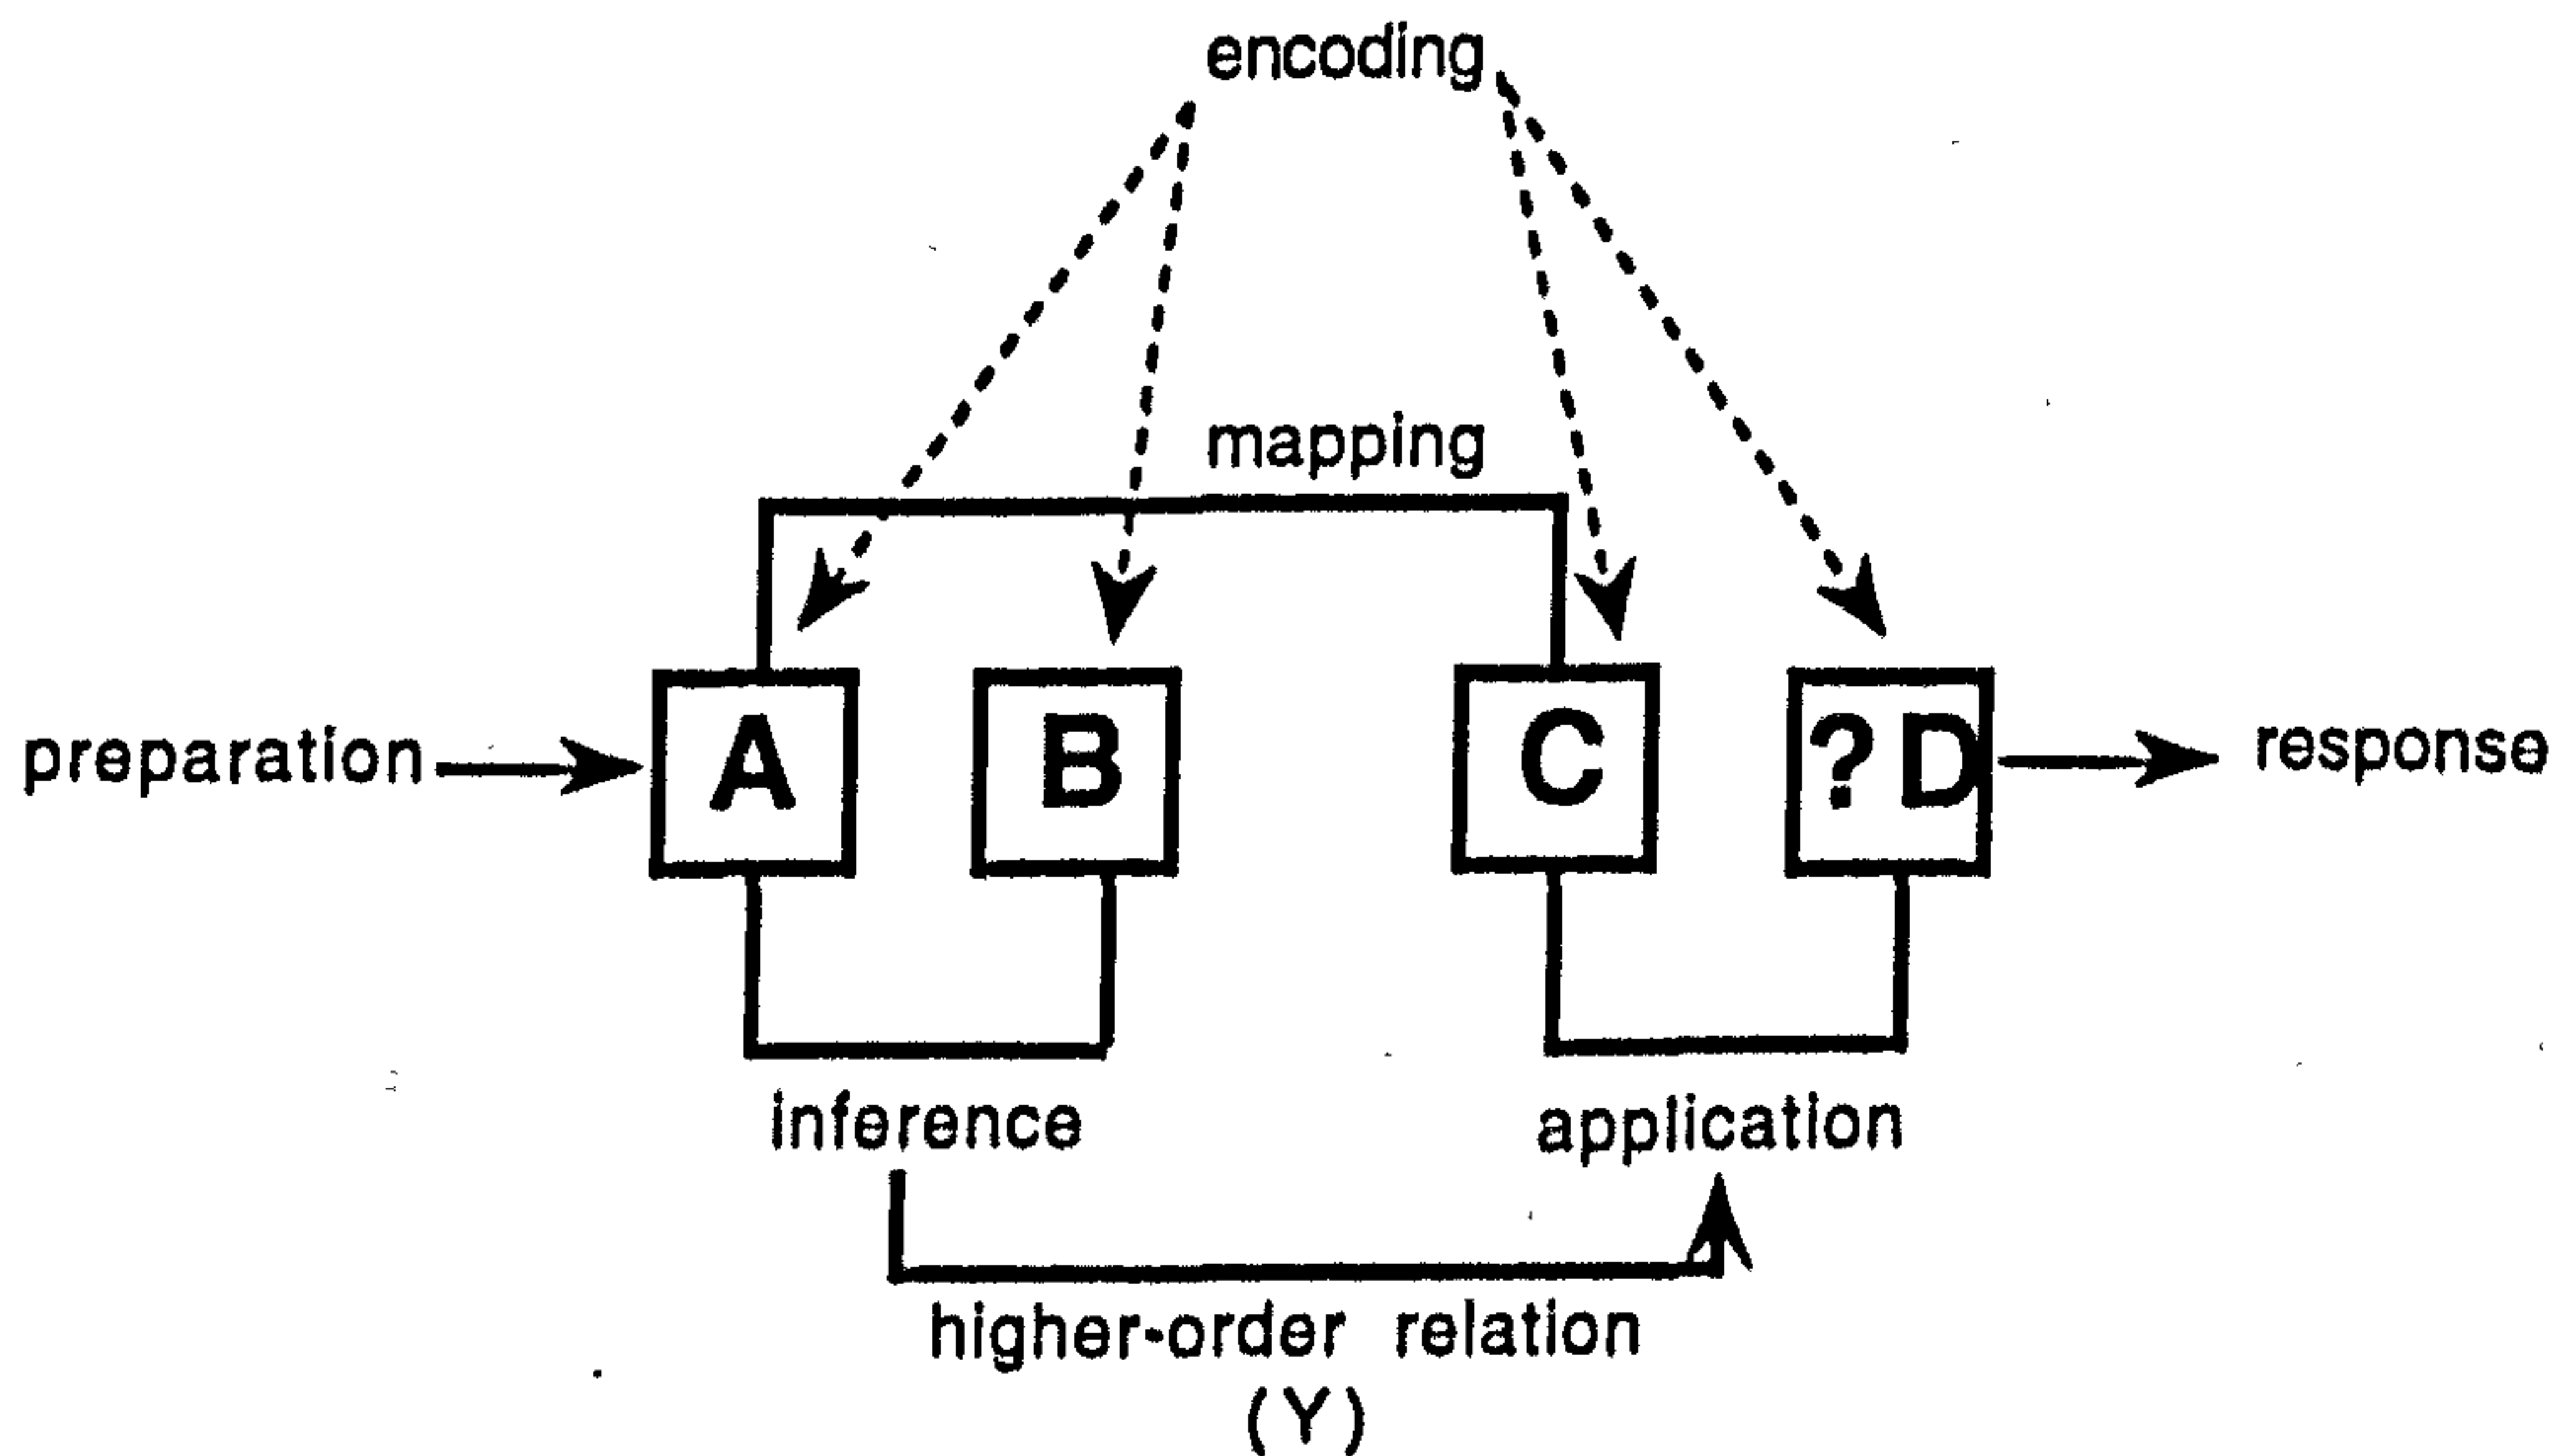 encoding
mapping
preparation
A
B
C
?D
response
inference
application
higher-order relation
(Y)